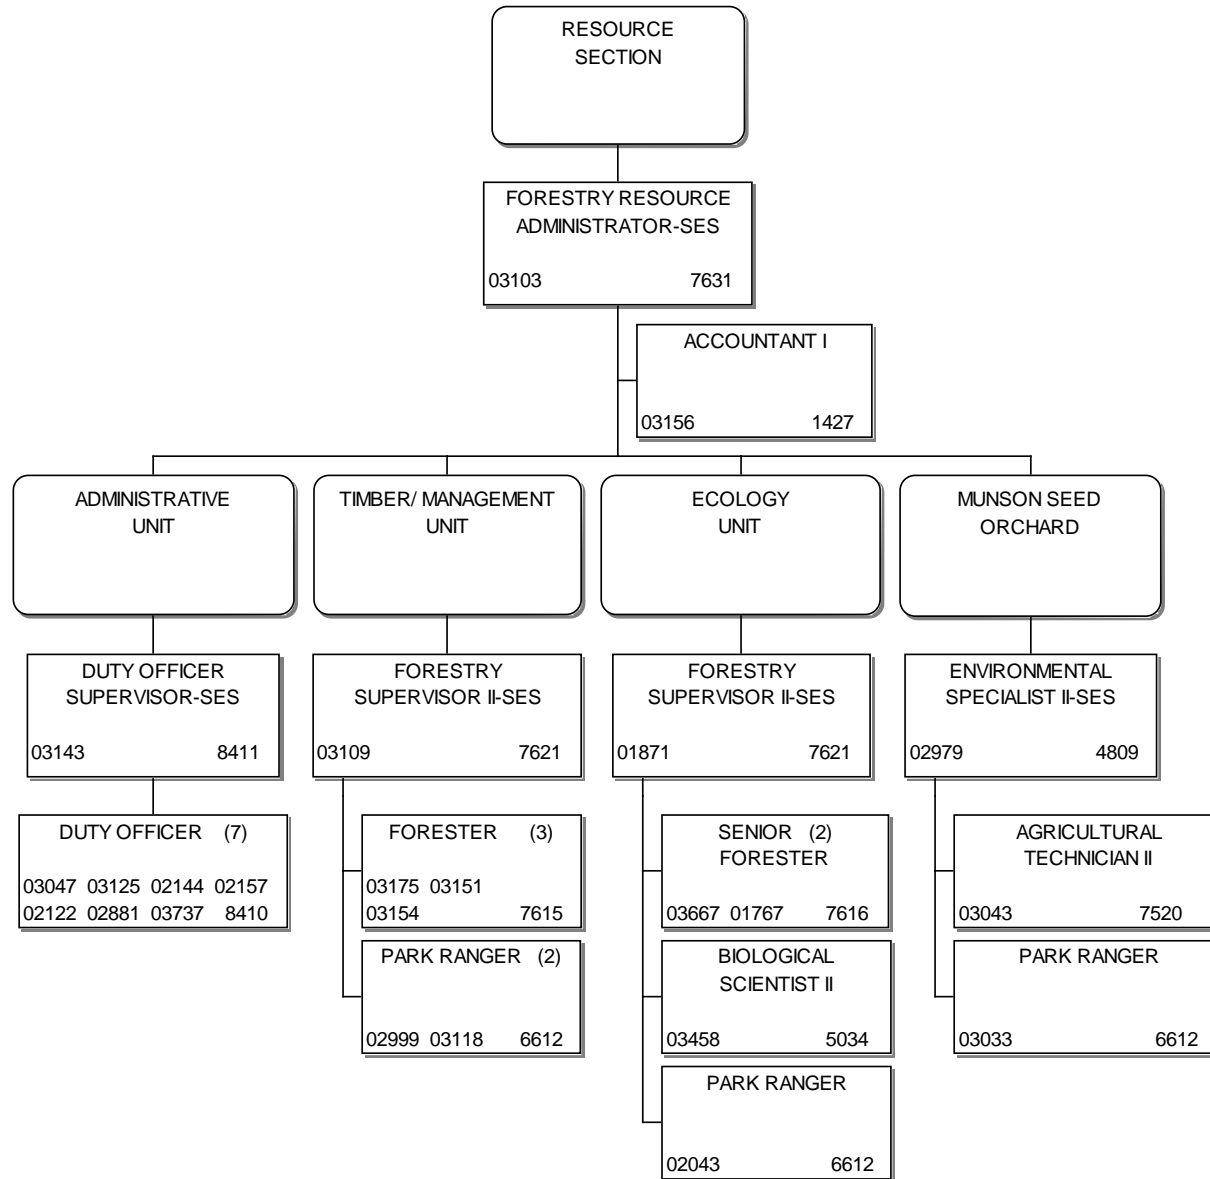 RESOURCE
SECTION
FORESTRY RESOURCE
ADMINISTRATOR-SES
03103 7631
ACCOUNTANT I
03156 1427
ADMINISTRATIVE
UNIT
TIMBER/ MANAGEMENT
UNIT
ECOLOGY
UNIT
MUNSON SEED
ORCHARD
DUTY OFFICER
SUPERVISOR-SES
03143 8411
FORESTRY
SUPERVISOR II-SES
03109 7621
FORESTRY
SUPERVISOR II-SES
01871 7621
ENVIRONMENTAL
SPECIALIST II-SES
02979 4809
DUTY OFFICER (7)
03047 03125 02144 02157
02122 02881 03737 8410
FORESTER (3)
03175 03151
03154 7615
SENIOR (2)
FORESTER
03667 01767 7616
AGRICULTURAL
TECHNICIAN II
03043 7520
PARK RANGER (2)
02999 03118 6612
BIOLOGICAL
SCIENTIST II
03458 5034
PARK RANGER
03033 6612
PARK RANGER
02043 6612